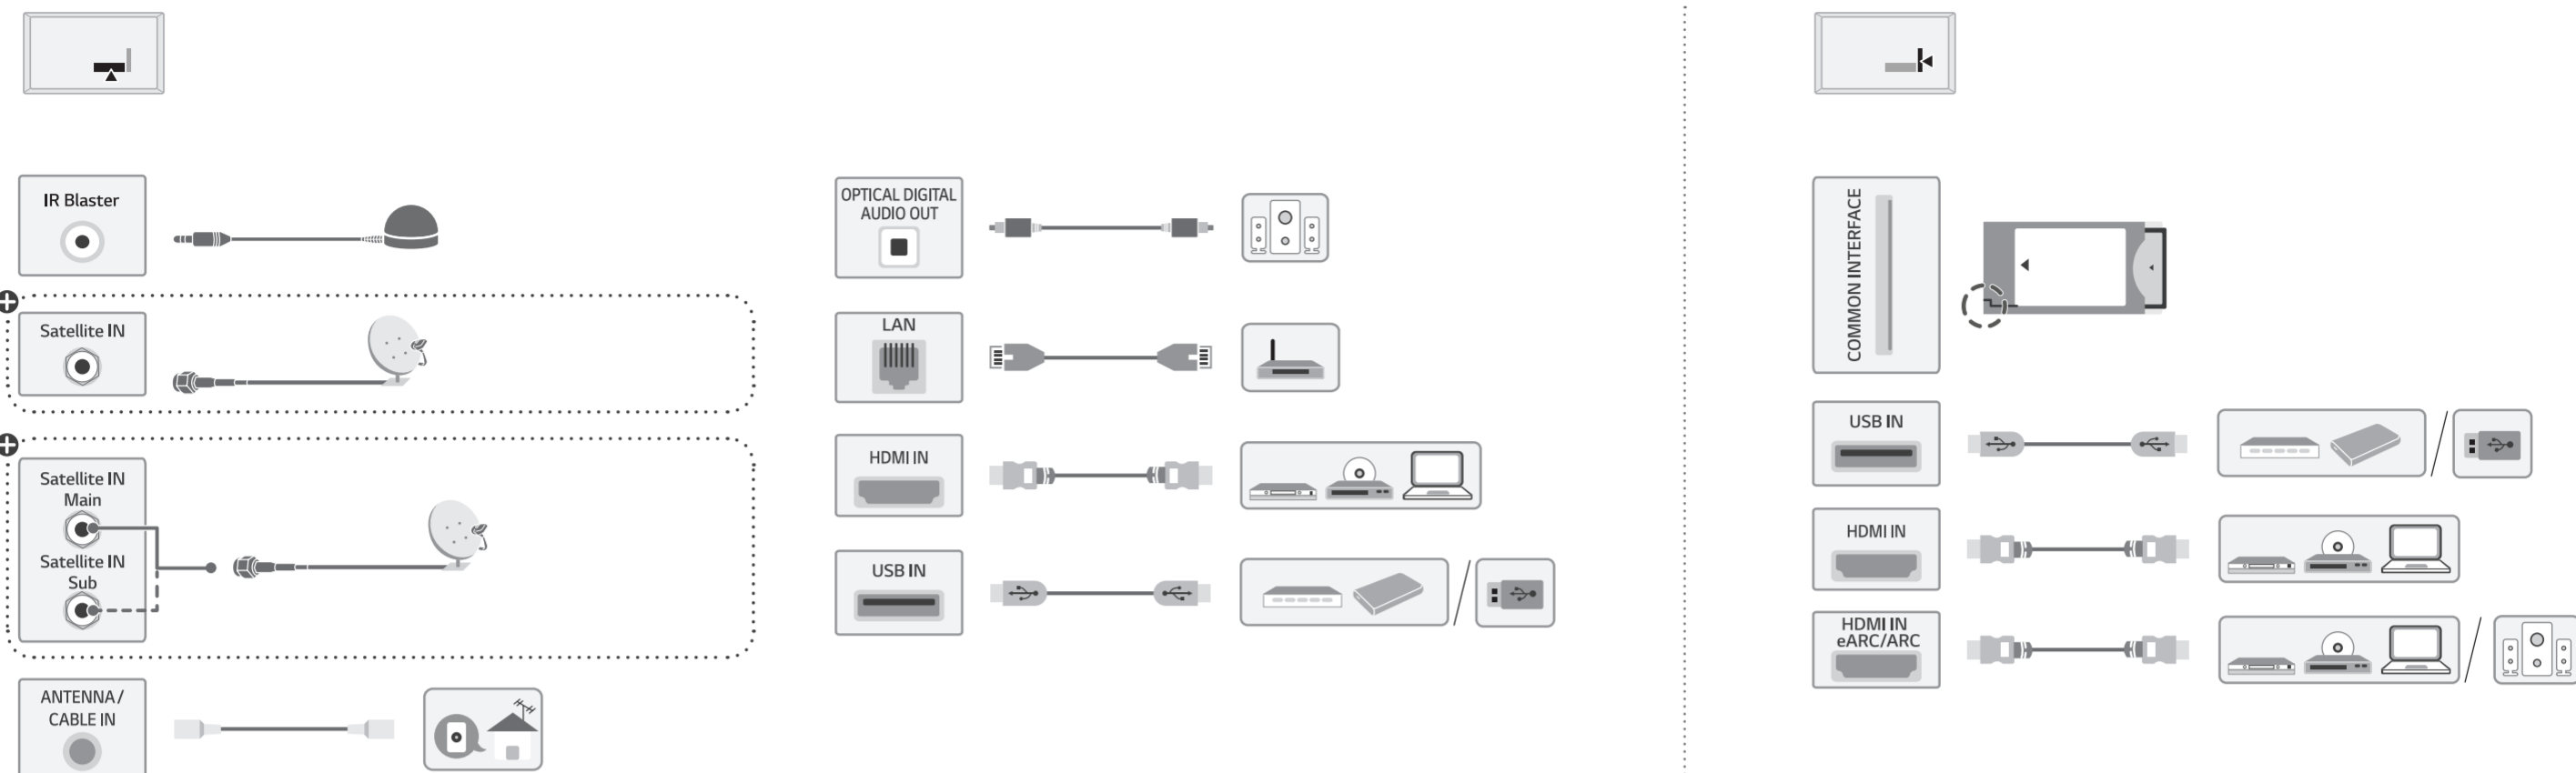 IR Blaster
Satellite IN
Satellite IN
Main
Satellite IN
Sub
ANTENNA /
CABLE IN
OPTICAL DIGITAL
AUDIO OUT
LAN
HDMI IN
USB IN
COMMON INTERFACE
USB IN
HDMI IN
HDMI IN
eARC/ARC